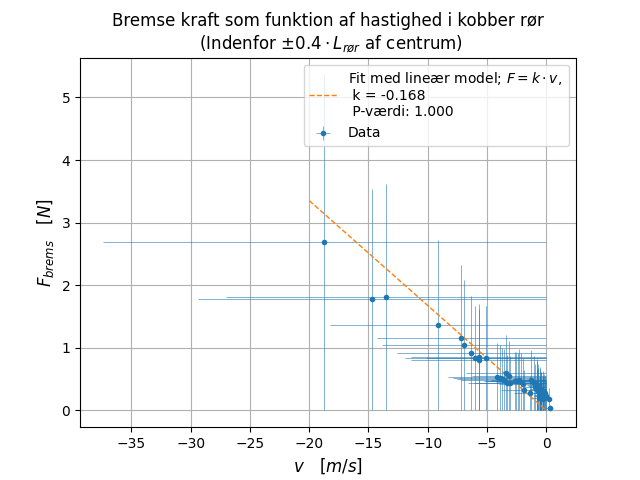 Bremse kraft som funktion af hastighed i kobber rør
(Indenfor ±0.4 · L_rør af centrum)
Fit med lineær model; F = k · v,
k = -0.168
P-værdi: 1.000
Data
F_brems [N]
5
4
3
2
1
0
−35
−30
−25
−20
−15
−10
−5
0
v [m/s]